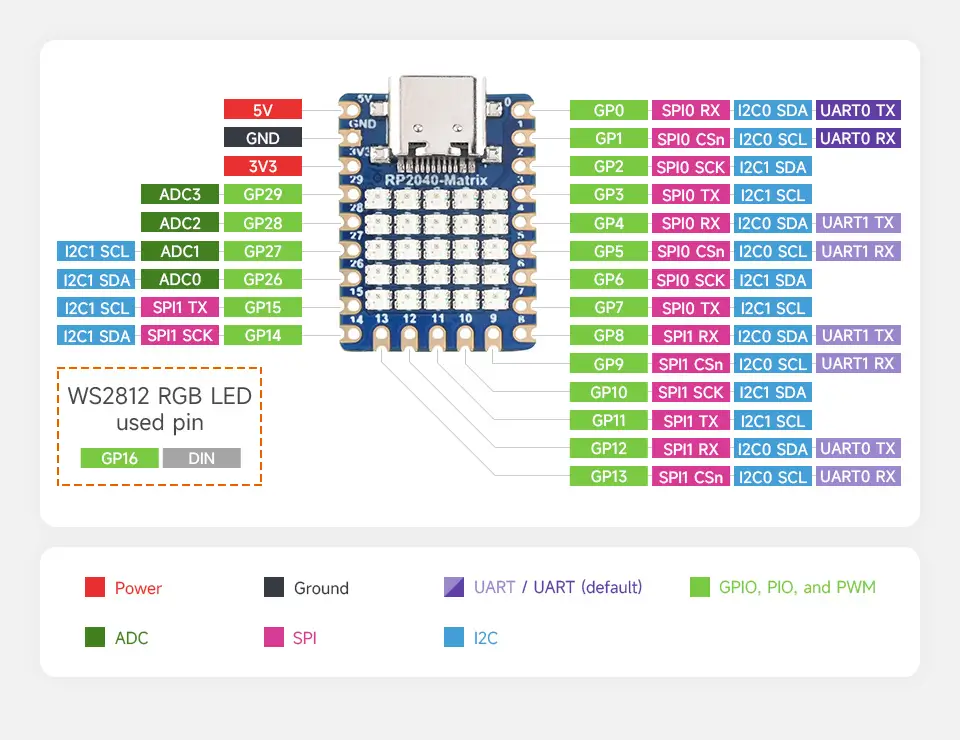 5V
GND
3V3
ADC3 GP29
ADC2 GP28
I2C1 SCL ADC1 GP27
I2C1 SDA ADC0 GP26
I2C1 SCL SPI1 TX GP15
I2C1 SDA SPI1 SCK GP14
5V
GND
3V3
29
28
27
26
15
14
13 12 11 10 9
0
1
3
4
7
8
RP2040-Matrix
GP0 SPI0 RX I2C0 SDA UART0 TX
GP1 SPI0 CSn I2C0 SCL UART0 RX
GP2 SPI0 SCK I2C1 SDA
GP3 SPI0 TX I2C1 SCL
GP4 SPI0 RX I2C0 SDA UART1 TX
GP5 SPI0 CSn I2C0 SCL UART1 RX
GP6 SPI0 SCK I2C1 SDA
GP7 SPI0 TX I2C1 SCL
GP8 SPI1 RX I2C0 SDA UART1 TX
GP9 SPI1 CSn I2C0 SCL UART1 RX
GP10 SPI1 SCK I2C1 SDA
GP11 SPI1 TX I2C1 SCL
GP12 SPI1 RX I2C0 SDA UART0 TX
GP13 SPI1 CSn I2C0 SCL UART0 RX
WS2812 RGB LED
used pin
GP16 DIN
Power
Ground
UART / UART (default)
GPIO, PIO, and PWM
ADC
SPI
I2C